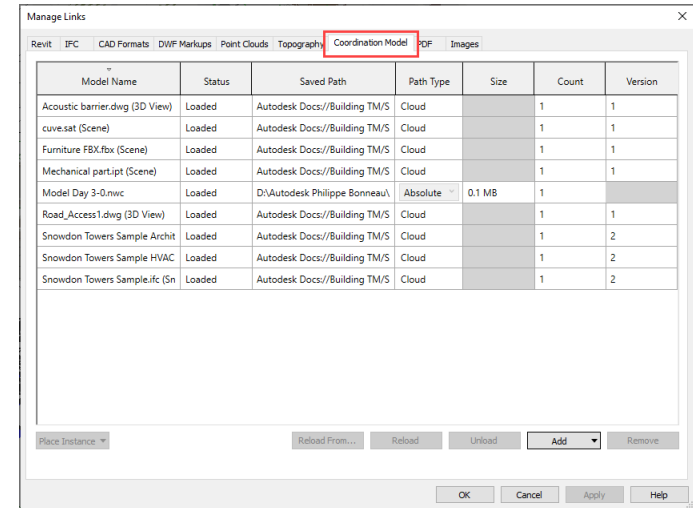 Manage Links
Revit IFC CAD Formats DWF Markups Point Clouds Topography Coordination Model PDF Images
Model Name Status Saved Path Path Type Size Count Version
Acoustic barrier.dwg (3D View) Loaded Autodesk Docs://Building TM/S Cloud 1 1
cuve.sat (Scene) Loaded Autodesk Docs://Building TM/S Cloud 1 1
Furniture FBX.fbx (Scene) Loaded Autodesk Docs://Building TM/S Cloud 1 1
Mechanical part.ipt (Scene) Loaded Autodesk Docs://Building TM/S Cloud 1 1
Model Day 3-0.nwc Loaded D:\Autodesk Philippe Bonneau\ Absolute 0.1 MB 1
Road_Access1.dwg (3D View) Loaded Autodesk Docs://Building TM/S Cloud 1 1
Snowdon Towers Sample Archit Loaded Autodesk Docs://Building TM/S Cloud 1 2
Snowdon Towers Sample HVAC Loaded Autodesk Docs://Building TM/S Cloud 1 2
Snowdon Towers Sample.ifc (Sn Loaded Autodesk Docs://Building TM/S Cloud 1 2
Place Instance Reload From... Reload Unload Add Remove
OK Cancel Apply Help